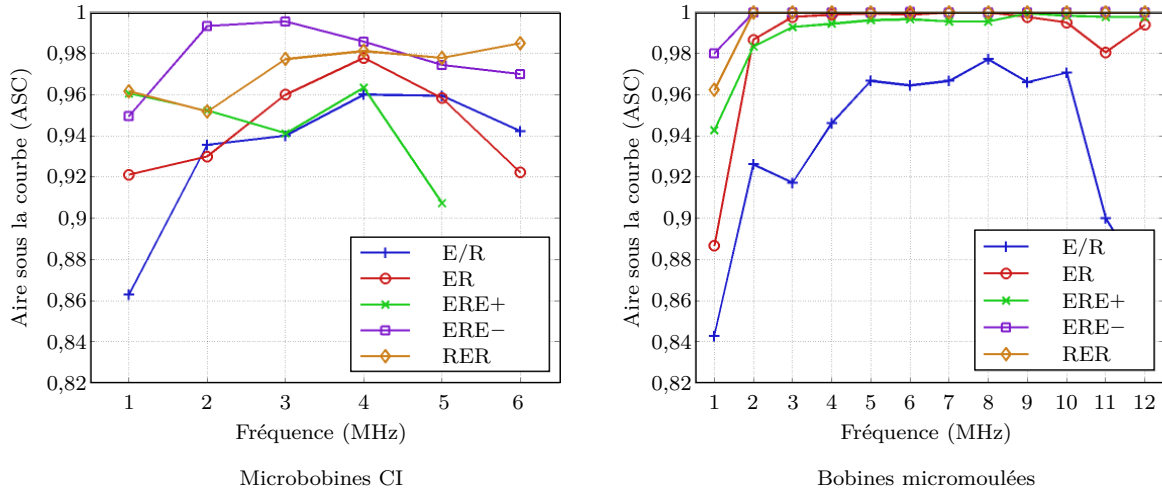 Aire sous la courbe (ASC)
1
0,98
0,96
0,94
0,92
0,9
0,88
0,86
0,84
0,82
1 2 3 4 5 6
Fréquence (MHz)
E/R
ER
ERE+
ERE−
RER
Microbobines CI
Aire sous la courbe (ASC)
1
0,98
0,96
0,94
0,92
0,9
0,88
0,86
0,84
0,82
1 2 3 4 5 6 7 8 9 10 11 12
Fréquence (MHz)
E/R
ER
ERE+
ERE−
RER
Bobines micromoulées